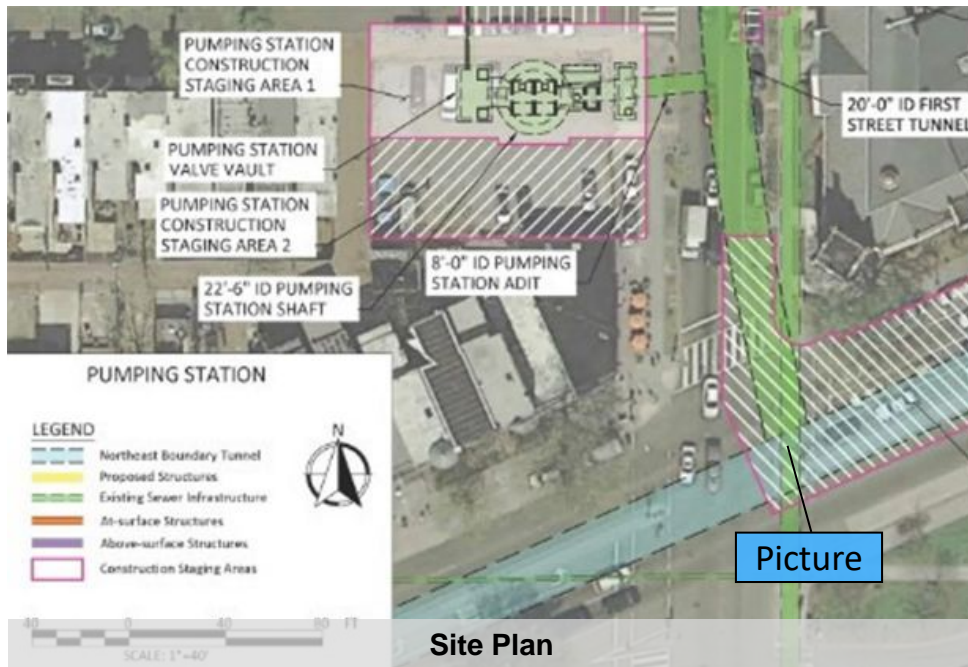 PUMPING STATION
CONSTRUCTION
STAGING AREA 1
PUMPING STATION
VALVE VAULT
PUMPING STATION
CONSTRUCTION
STAGING AREA 2
22'-6" ID PUMPING
STATION SHAFT
8'-0" ID PUMPING
STATION ADIT
20'-0" ID FIRST
STREET TUNNEL
PUMPING STATION
LEGEND
Northeast Boundary Tunnel
Proposed Structures
Existing Sewer Infrastructure
At-surface Structures
Above-surface Structures
Construction Staging Areas
N
Picture
40 0 40 80 FT
SCALE: 1"=40'
Site Plan